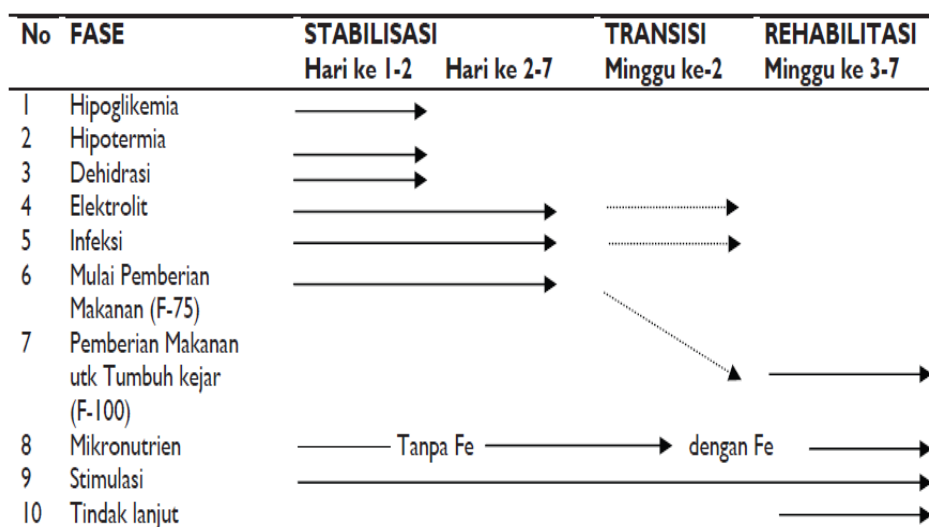 No FASE STABILISASI TRANSISI REHABILITASI
Hari ke 1-2 Hari ke 2-7 Minggu ke-2 Minggu ke 3-7
1 Hipoglikemia
2 Hipotermia
3 Dehidrasi
4 Elektrolit
5 Infeksi
6 Mulai Pemberian
Makanan (F-75)
7 Pemberian Makanan
utk Tumbuh kejar
(F-100)
8 Mikronutrien Tanpa Fe dengan Fe
9 Stimulasi
10 Tindak lanjut